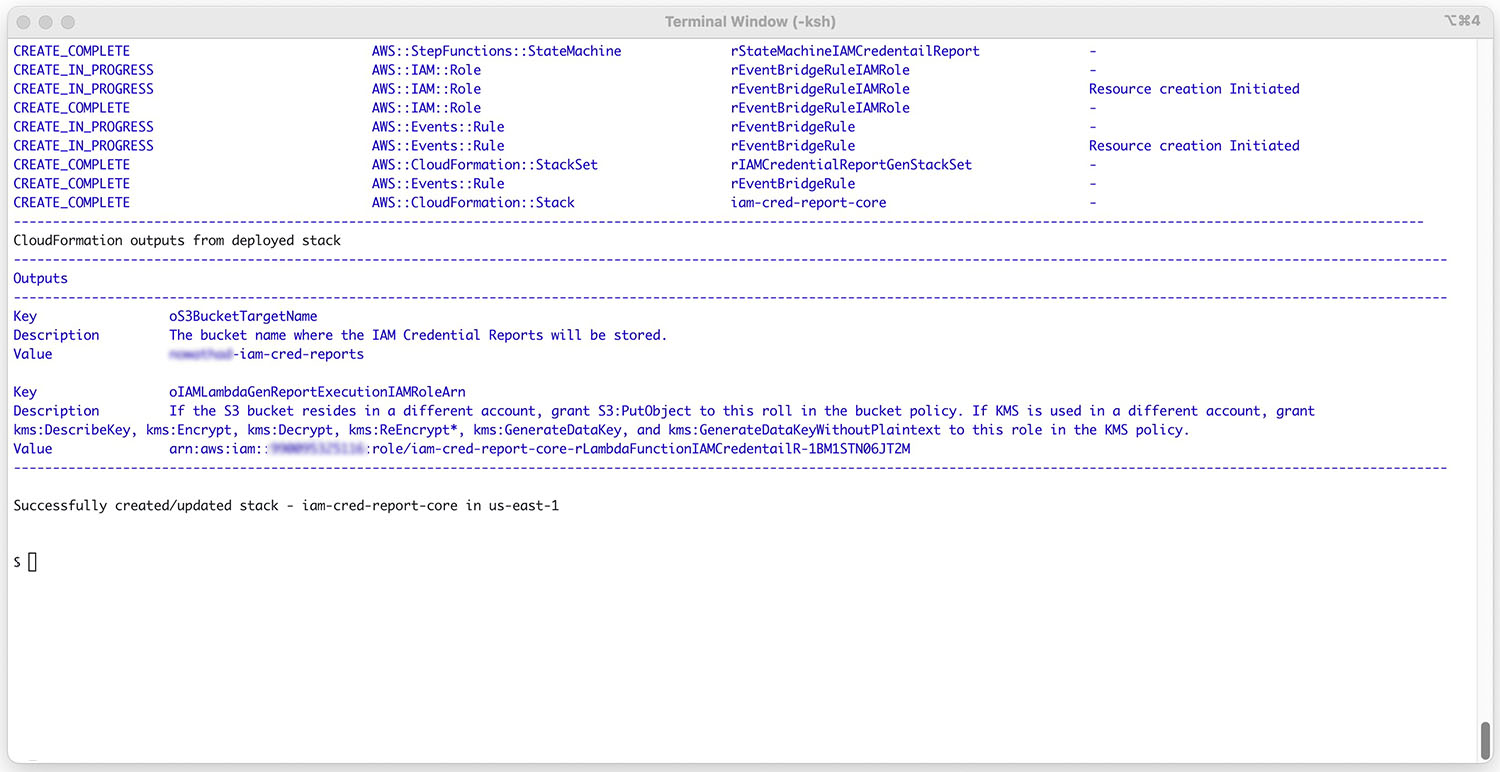 Terminal Window (-ksh)
⌥⌘4
CREATE_COMPLETE AWS::StepFunctions::StateMachine rStateMachineIAMCredentailReport -
CREATE_IN_PROGRESS AWS::IAM::Role rEventBridgeRuleIAMRole -
CREATE_IN_PROGRESS AWS::IAM::Role rEventBridgeRuleIAMRole Resource creation Initiated
CREATE_COMPLETE AWS::IAM::Role rEventBridgeRuleIAMRole -
CREATE_IN_PROGRESS AWS::Events::Rule rEventBridgeRule -
CREATE_IN_PROGRESS AWS::Events::Rule rEventBridgeRule Resource creation Initiated
CREATE_COMPLETE AWS::CloudFormation::StackSet rIAMCredentialReportGenStackSet -
CREATE_COMPLETE AWS::Events::Rule rEventBridgeRule -
CREATE_COMPLETE AWS::CloudFormation::Stack iam-cred-report-core -
CloudFormation outputs from deployed stack
Outputs
Key oS3BucketTargetName
Description The bucket name where the IAM Credential Reports will be stored.
Value -iam-cred-reports
Key oIAMLambdaGenReportExecutionIAMRoleArn
Description If the S3 bucket resides in a different account, grant S3:PutObject to this roll in the bucket policy. If KMS is used in a different account, grant
kms:DescribeKey, kms:Encrypt, kms:Decrypt, kms:ReEncrypt*, kms:GenerateDataKey, and kms:GenerateDataKeyWithoutPlaintext to this role in the KMS policy.
Value arn:aws:iam:: :role/iam-cred-report-core-rLambdaFunctionIAMCredentailR-1BM1STN06JT2M
Successfully created/updated stack - iam-cred-report-core in us-east-1
$